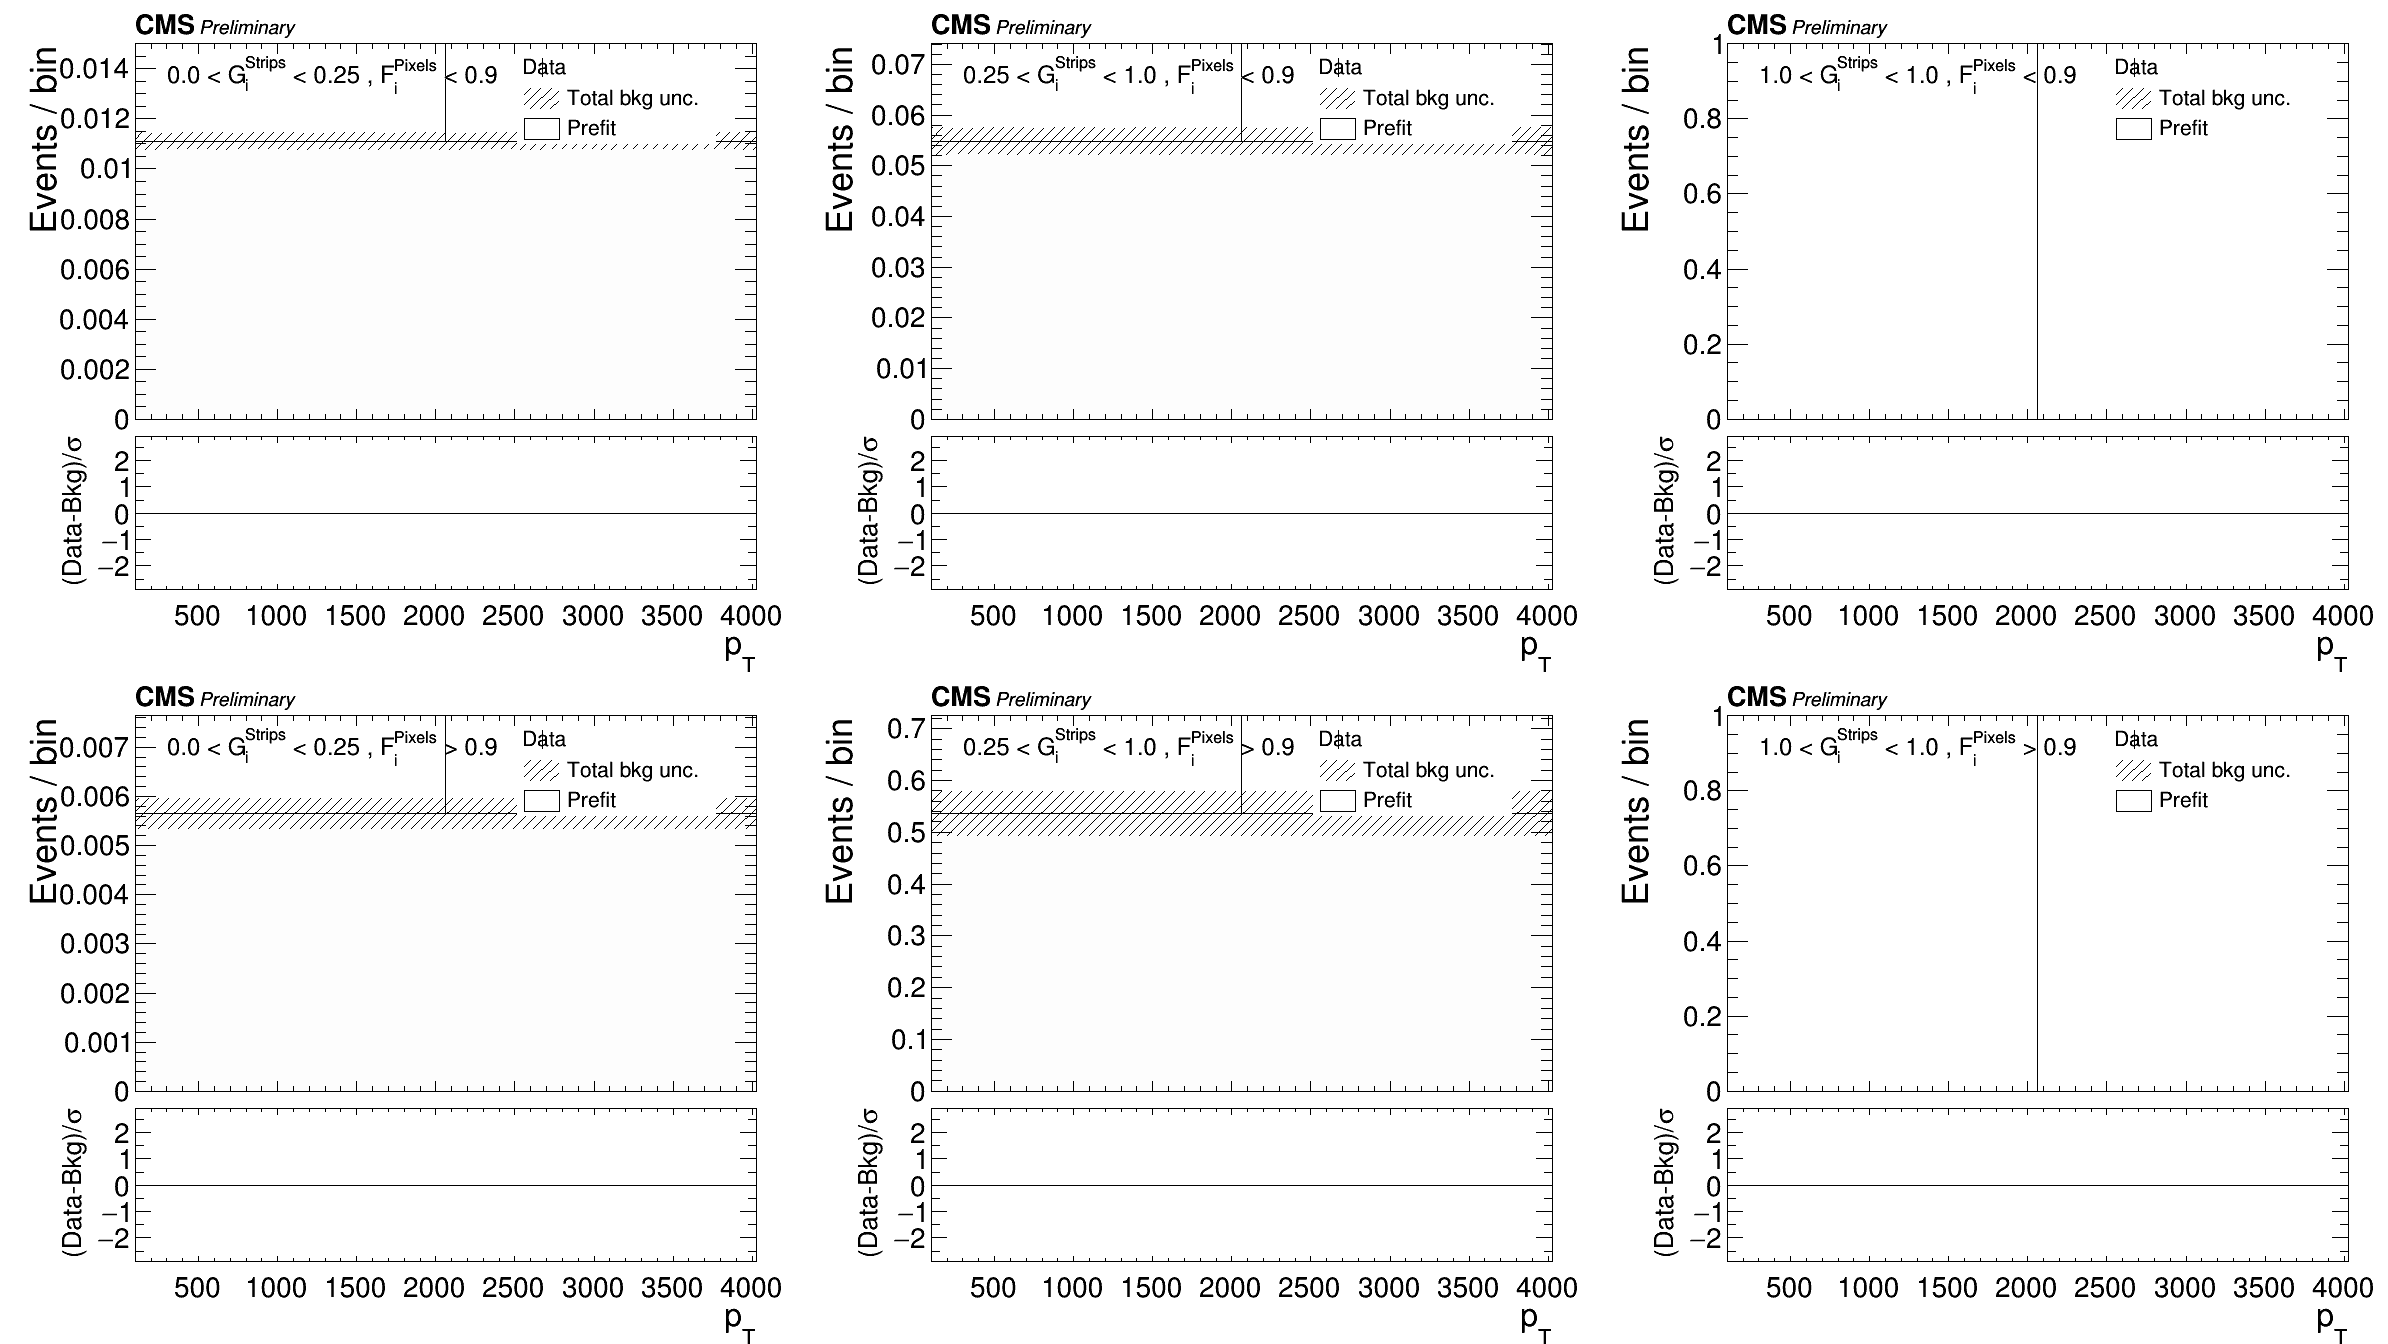 CMS Preliminary
Events / bin
0.0 < G_i^Strips < 0.25 , F_i^Pixels < 0.9
Data
Total bkg unc.
Prefit
0.014
0.012
0.01
0.008
0.006
0.004
0.002
0
(Data-Bkg)/σ
2
1
0
−1
−2
500 1000 1500 2000 2500 3000 3500 4000
p_T
CMS Preliminary
Events / bin
0.25 < G_i^Strips < 1.0 , F_i^Pixels < 0.9
Data
Total bkg unc.
Prefit
0.07
0.06
0.05
0.04
0.03
0.02
0.01
0
(Data-Bkg)/σ
2
1
0
−1
−2
500 1000 1500 2000 2500 3000 3500 4000
p_T
CMS Preliminary
Events / bin
1.0 < G_i^Strips < 1.0 , F_i^Pixels < 0.9
Data
Total bkg unc.
Prefit
1
0.8
0.6
0.4
0.2
0
(Data-Bkg)/σ
2
1
0
−1
−2
500 1000 1500 2000 2500 3000 3500 4000
p_T
CMS Preliminary
Events / bin
0.0 < G_i^Strips < 0.25 , F_i^Pixels > 0.9
Data
Total bkg unc.
Prefit
0.007
0.006
0.005
0.004
0.003
0.002
0.001
0
(Data-Bkg)/σ
2
1
0
−1
−2
500 1000 1500 2000 2500 3000 3500 4000
p_T
CMS Preliminary
Events / bin
0.25 < G_i^Strips < 1.0 , F_i^Pixels > 0.9
Data
Total bkg unc.
Prefit
0.7
0.6
0.5
0.4
0.3
0.2
0.1
0
(Data-Bkg)/σ
2
1
0
−1
−2
500 1000 1500 2000 2500 3000 3500 4000
p_T
CMS Preliminary
Events / bin
1.0 < G_i^Strips < 1.0 , F_i^Pixels > 0.9
Data
Total bkg unc.
Prefit
1
0.8
0.6
0.4
0.2
0
(Data-Bkg)/σ
2
1
0
−1
−2
500 1000 1500 2000 2500 3000 3500 4000
p_T